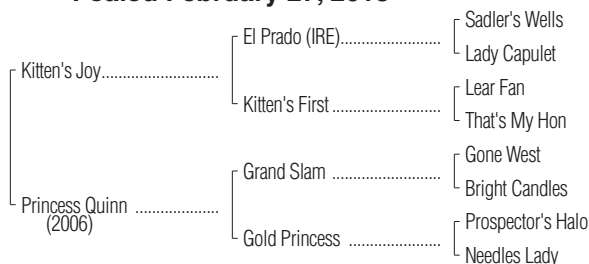 Foaled February 27, 2018
Sadler's Wells
El Prado (IRE)
Lady Capulet
Kitten's Joy
Lear Fan
Kitten's First
That's My Hon
Gone West
Grand Slam
Bright Candles
Princess Quinn
(2006)
Prospector's Halo
Gold Princess
Needles Lady